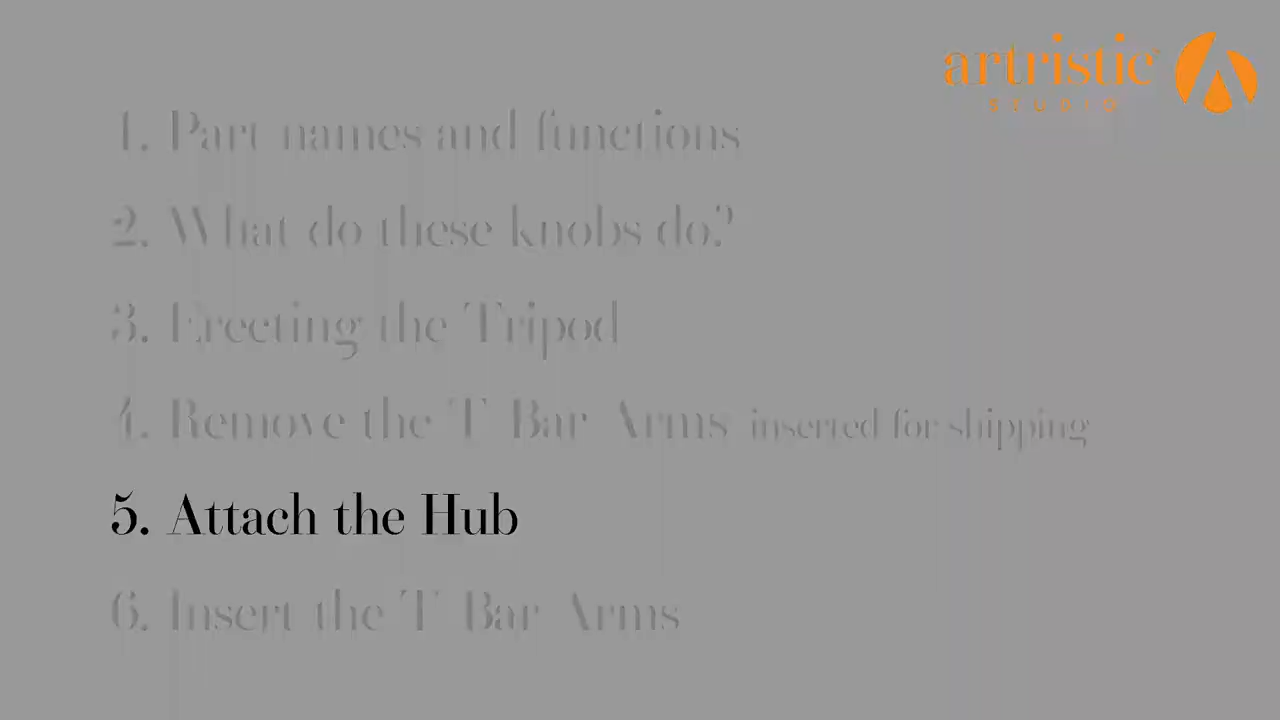 artristic
STUDIO
1. Part names and functions
2. What do these knobs do?
3. Erecting the Tripod
4. Remove the T Bar Arms inserted for shipping
5. Attach the Hub
6. Insert the T Bar Arms